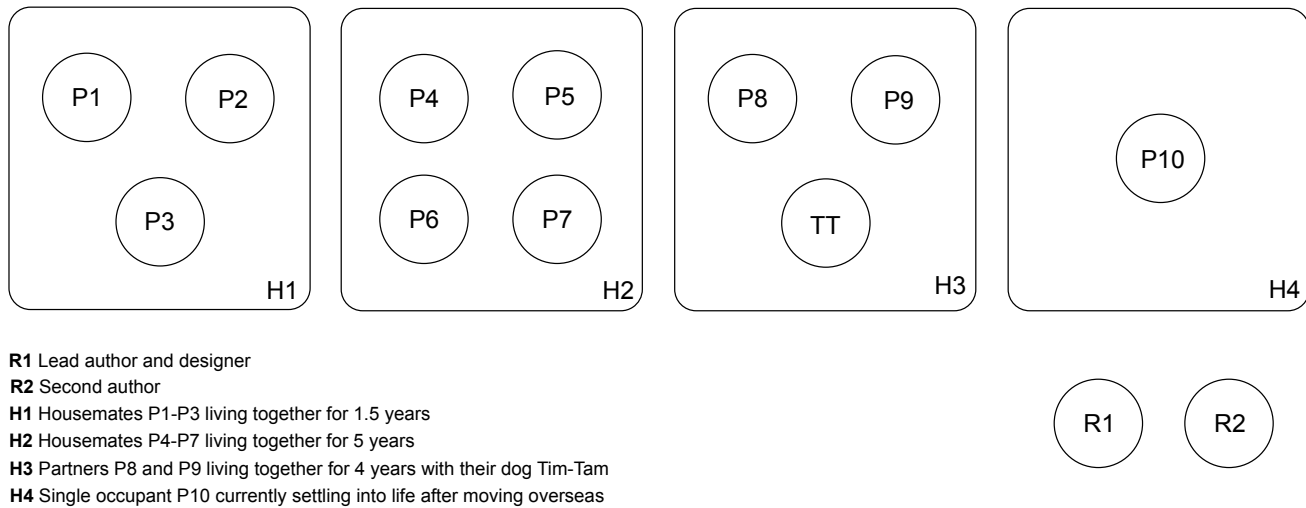 P1
P2
P3
H1
P4
P5
P6
P7
H2
P8
P9
TT
H3
P10
H4
R1 Lead author and designer
R2 Second author
H1 Housemates P1-P3 living together for 1.5 years
H2 Housemates P4-P7 living together for 5 years
H3 Partners P8 and P9 living together for 4 years with their dog Tim-Tam
H4 Single occupant P10 currently settling into life after moving overseas
R1
R2